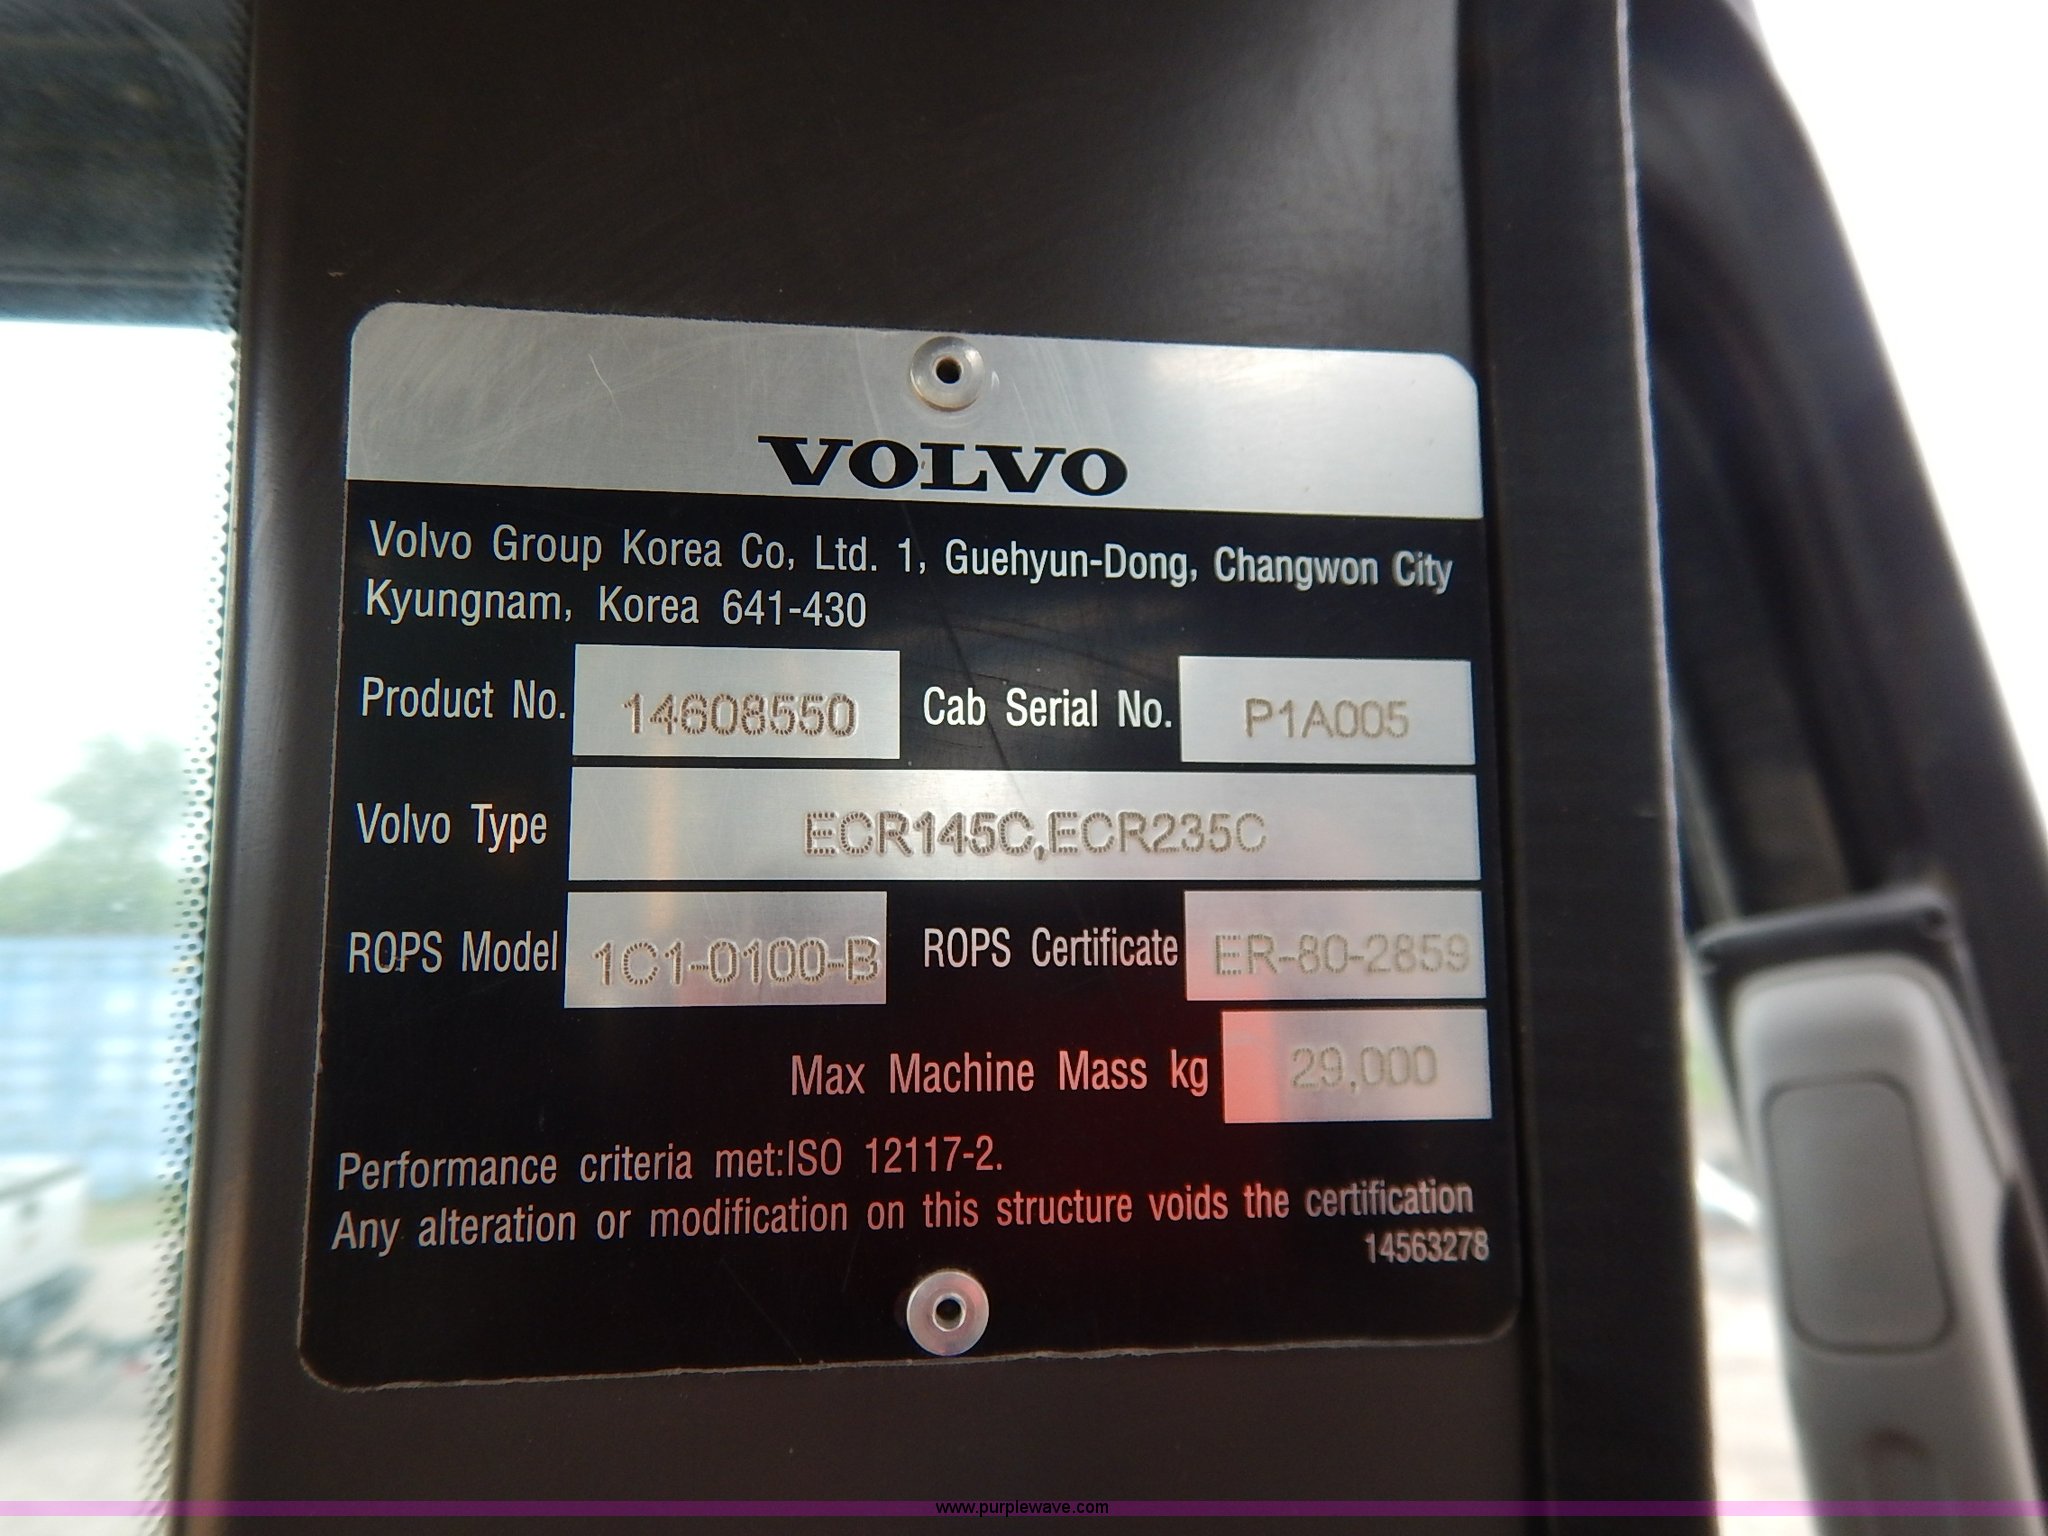 VOLVO
Volvo Group Korea Co, Ltd. 1, Guehyun-Dong, Changwon City
Kyungnam, Korea 641-430
Product No. 14608550 Cab Serial No. P1A005
Volvo Type ECR145C,ECR235C
ROPS Model 1C1-0100-B ROPS Certificate ER-80-2859
Max Machine Mass kg 29,000
Performance criteria met:ISO 12117-2.
Any alteration or modification on this structure voids the certification
14563278
www.purplewave.com